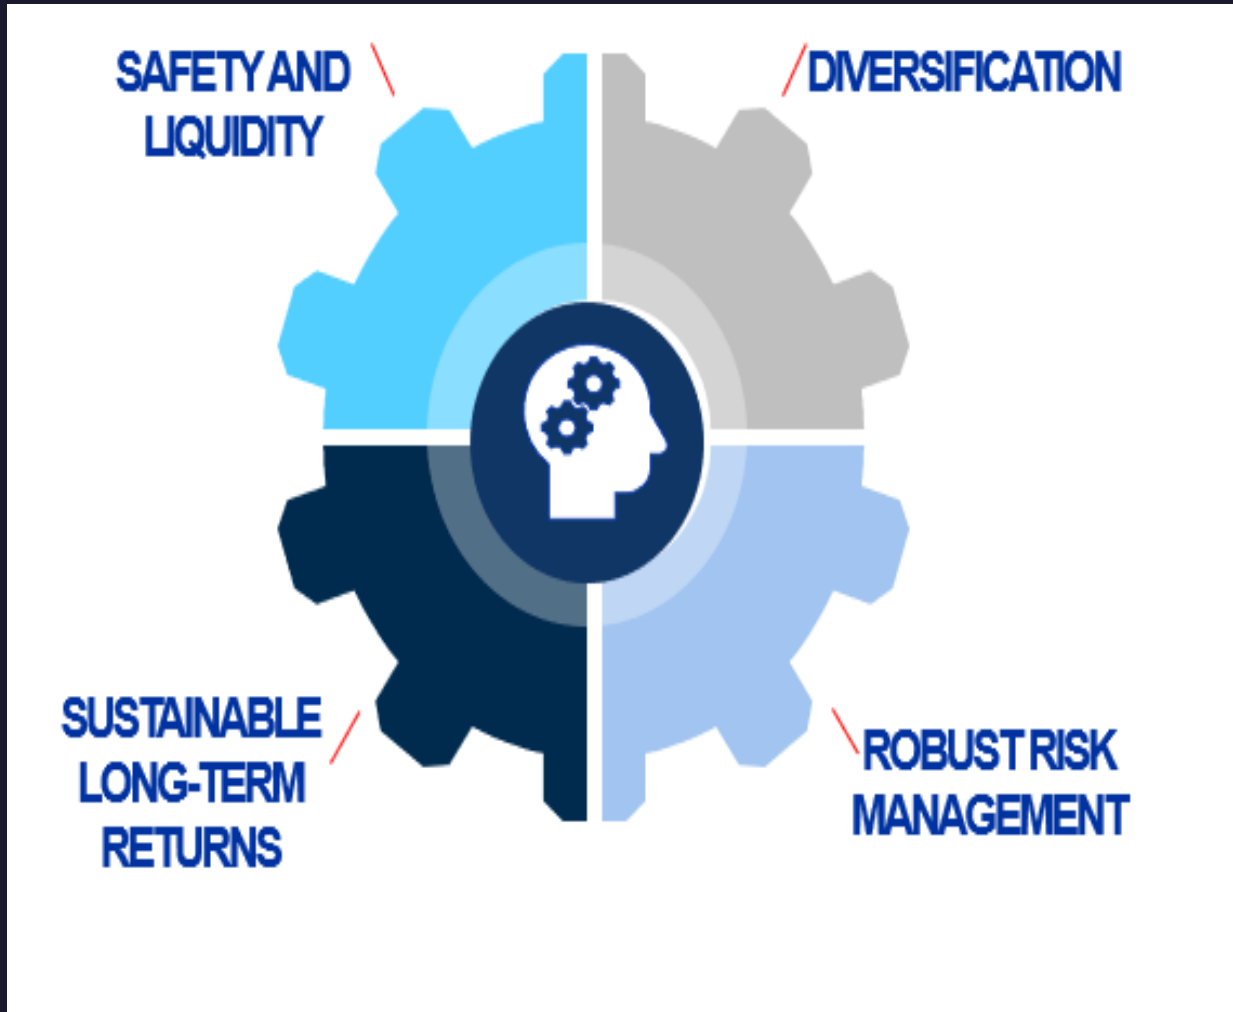 SAFETY AND
LIQUIDITY
DIVERSIFICATION
SUSTAINABLE
LONG-TERM
RETURNS
ROBUST RISK
MANAGEMENT